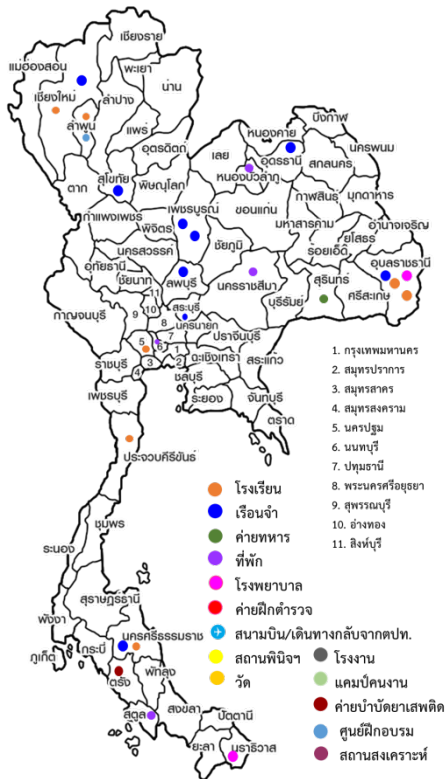 เชียงราย
แม่ฮ่องสอน
พะเยา
น่าน
เชียงใหม่
ลำปาง
ลำพูน
แพร่
อุตรดิตถ์
ตาก
สุโขทัย
พิษณุโลก
กำแพงเพชร
พิจิตร
เพชรบูรณ์
เลย
หนองคาย
บึงกาฬ
อุดรธานี
นครพนม
สกลนคร
หนองบัวลำภู
ขอนแก่น
กาฬสินธุ์
มุกดาหาร
มหาสารคาม
อำนาจเจริญ
ยโสธร
ร้อยเอ็ด
ชัยภูมิ
นครสวรรค์
อุทัยธานี
ชัยนาท
ลพบุรี
นครราชสีมา
บุรีรัมย์
สุรินทร์
ศรีสะเกษ
อุบลราชธานี
กาญจนบุรี
11
10
9
สระบุรี
8
นครนายก
7
5
6
1
ปราจีนบุรี
ราชบุรี
3
2
4
ฉะเชิงเทรา
สระแก้ว
ชลบุรี
เพชรบุรี
ระยอง
จันทบุรี
ตราด
ประจวบคีรีขันธ์
ชุมพร
ระนอง
สุราษฎร์ธานี
พังงา
นครศรีธรรมราช
กระบี่
ภูเก็ต
ตรัง
พัทลุง
สตูล
สงขลา
ปัตตานี
ยะลา
นราธิวาส
1. กรุงเทพมหานคร
2. สมุทรปราการ
3. สมุทรสาคร
4. สมุทรสงคราม
5. นครปฐม
6. นนทบุรี
7. ปทุมธานี
8. พระนครศรีอยุธยา
9. สุพรรณบุรี
10. อ่างทอง
11. สิงห์บุรี
โรงเรียน
เรือนจำ
ค่ายทหาร
ที่พัก
โรงพยาบาล
ค่ายฝึกตำรวจ
สนามบิน/เดินทางกลับจากตปท.
สถานพินิจฯ
วัด
โรงงาน
แคมป์คนงาน
ค่ายบำบัดยาเสพติด
ศูนย์ฝึกอบรม
สถานสงเคราะห์